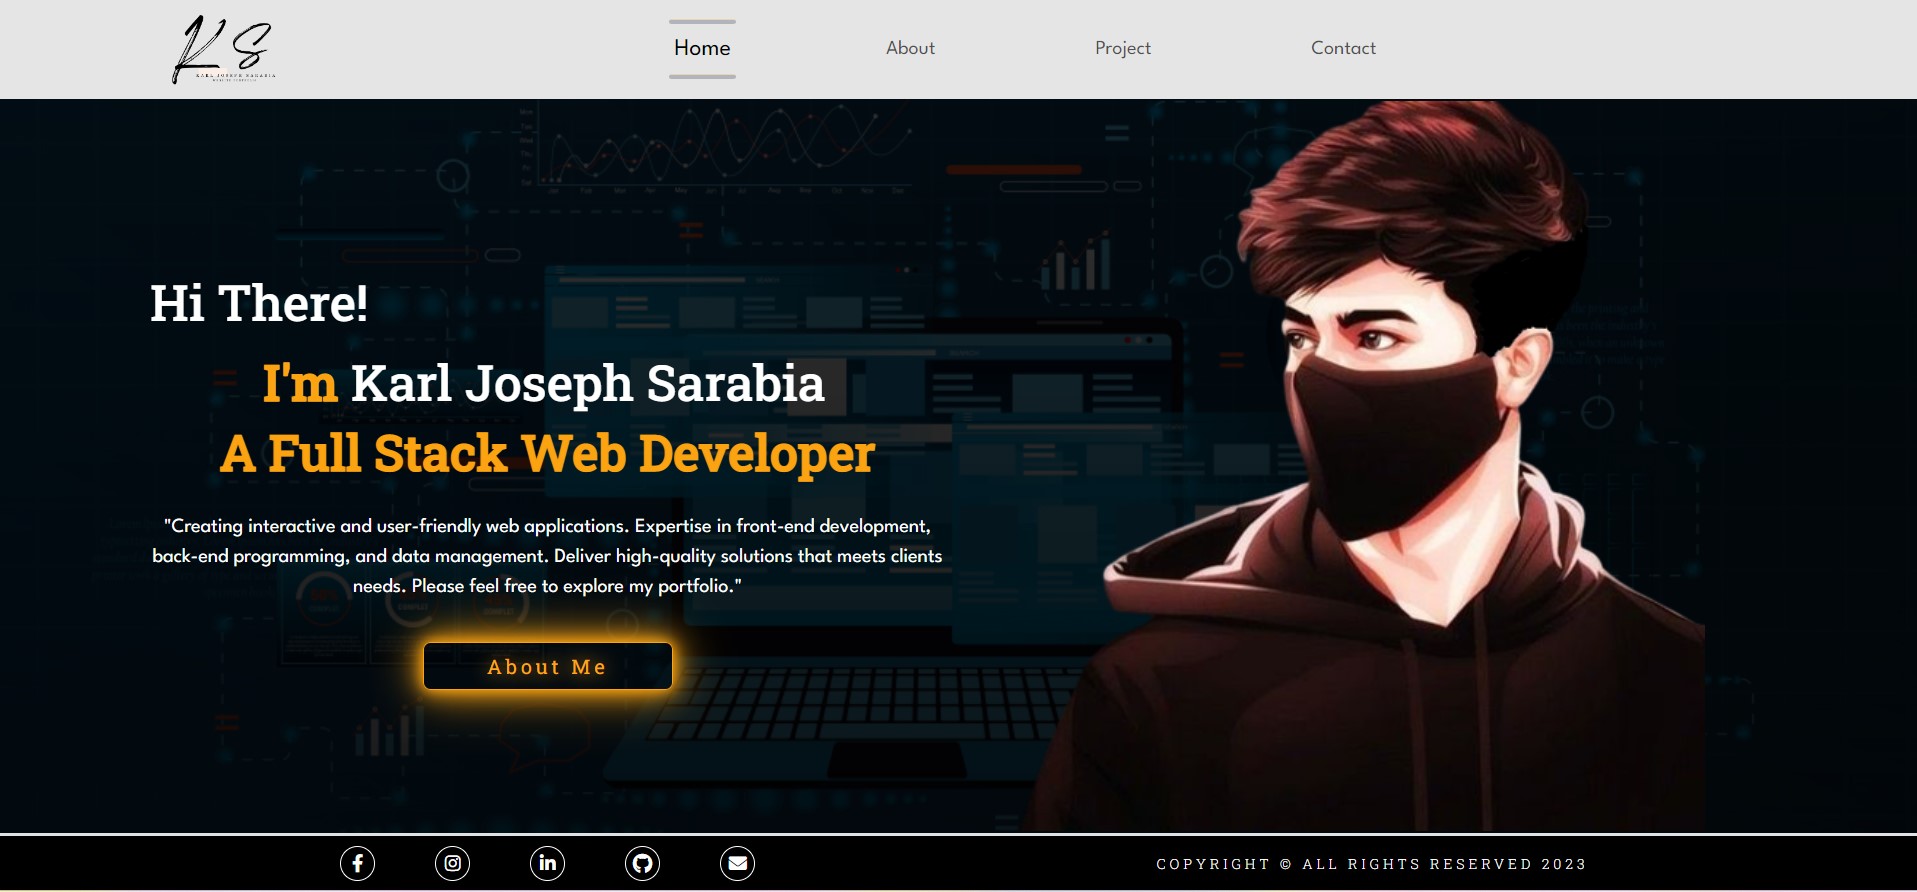 KS
KARL JOSEPH SARABIA
Home
About
Project
Contact
Hi There!
I'm Karl Joseph Sarabia
A Full Stack Web Developer
"Creating interactive and user-friendly web applications. Expertise in front-end development,
back-end programming, and data management. Deliver high-quality solutions that meets clients
needs. Please feel free to explore my portfolio."
About Me
COPYRIGHT © ALL RIGHTS RESERVED 2023